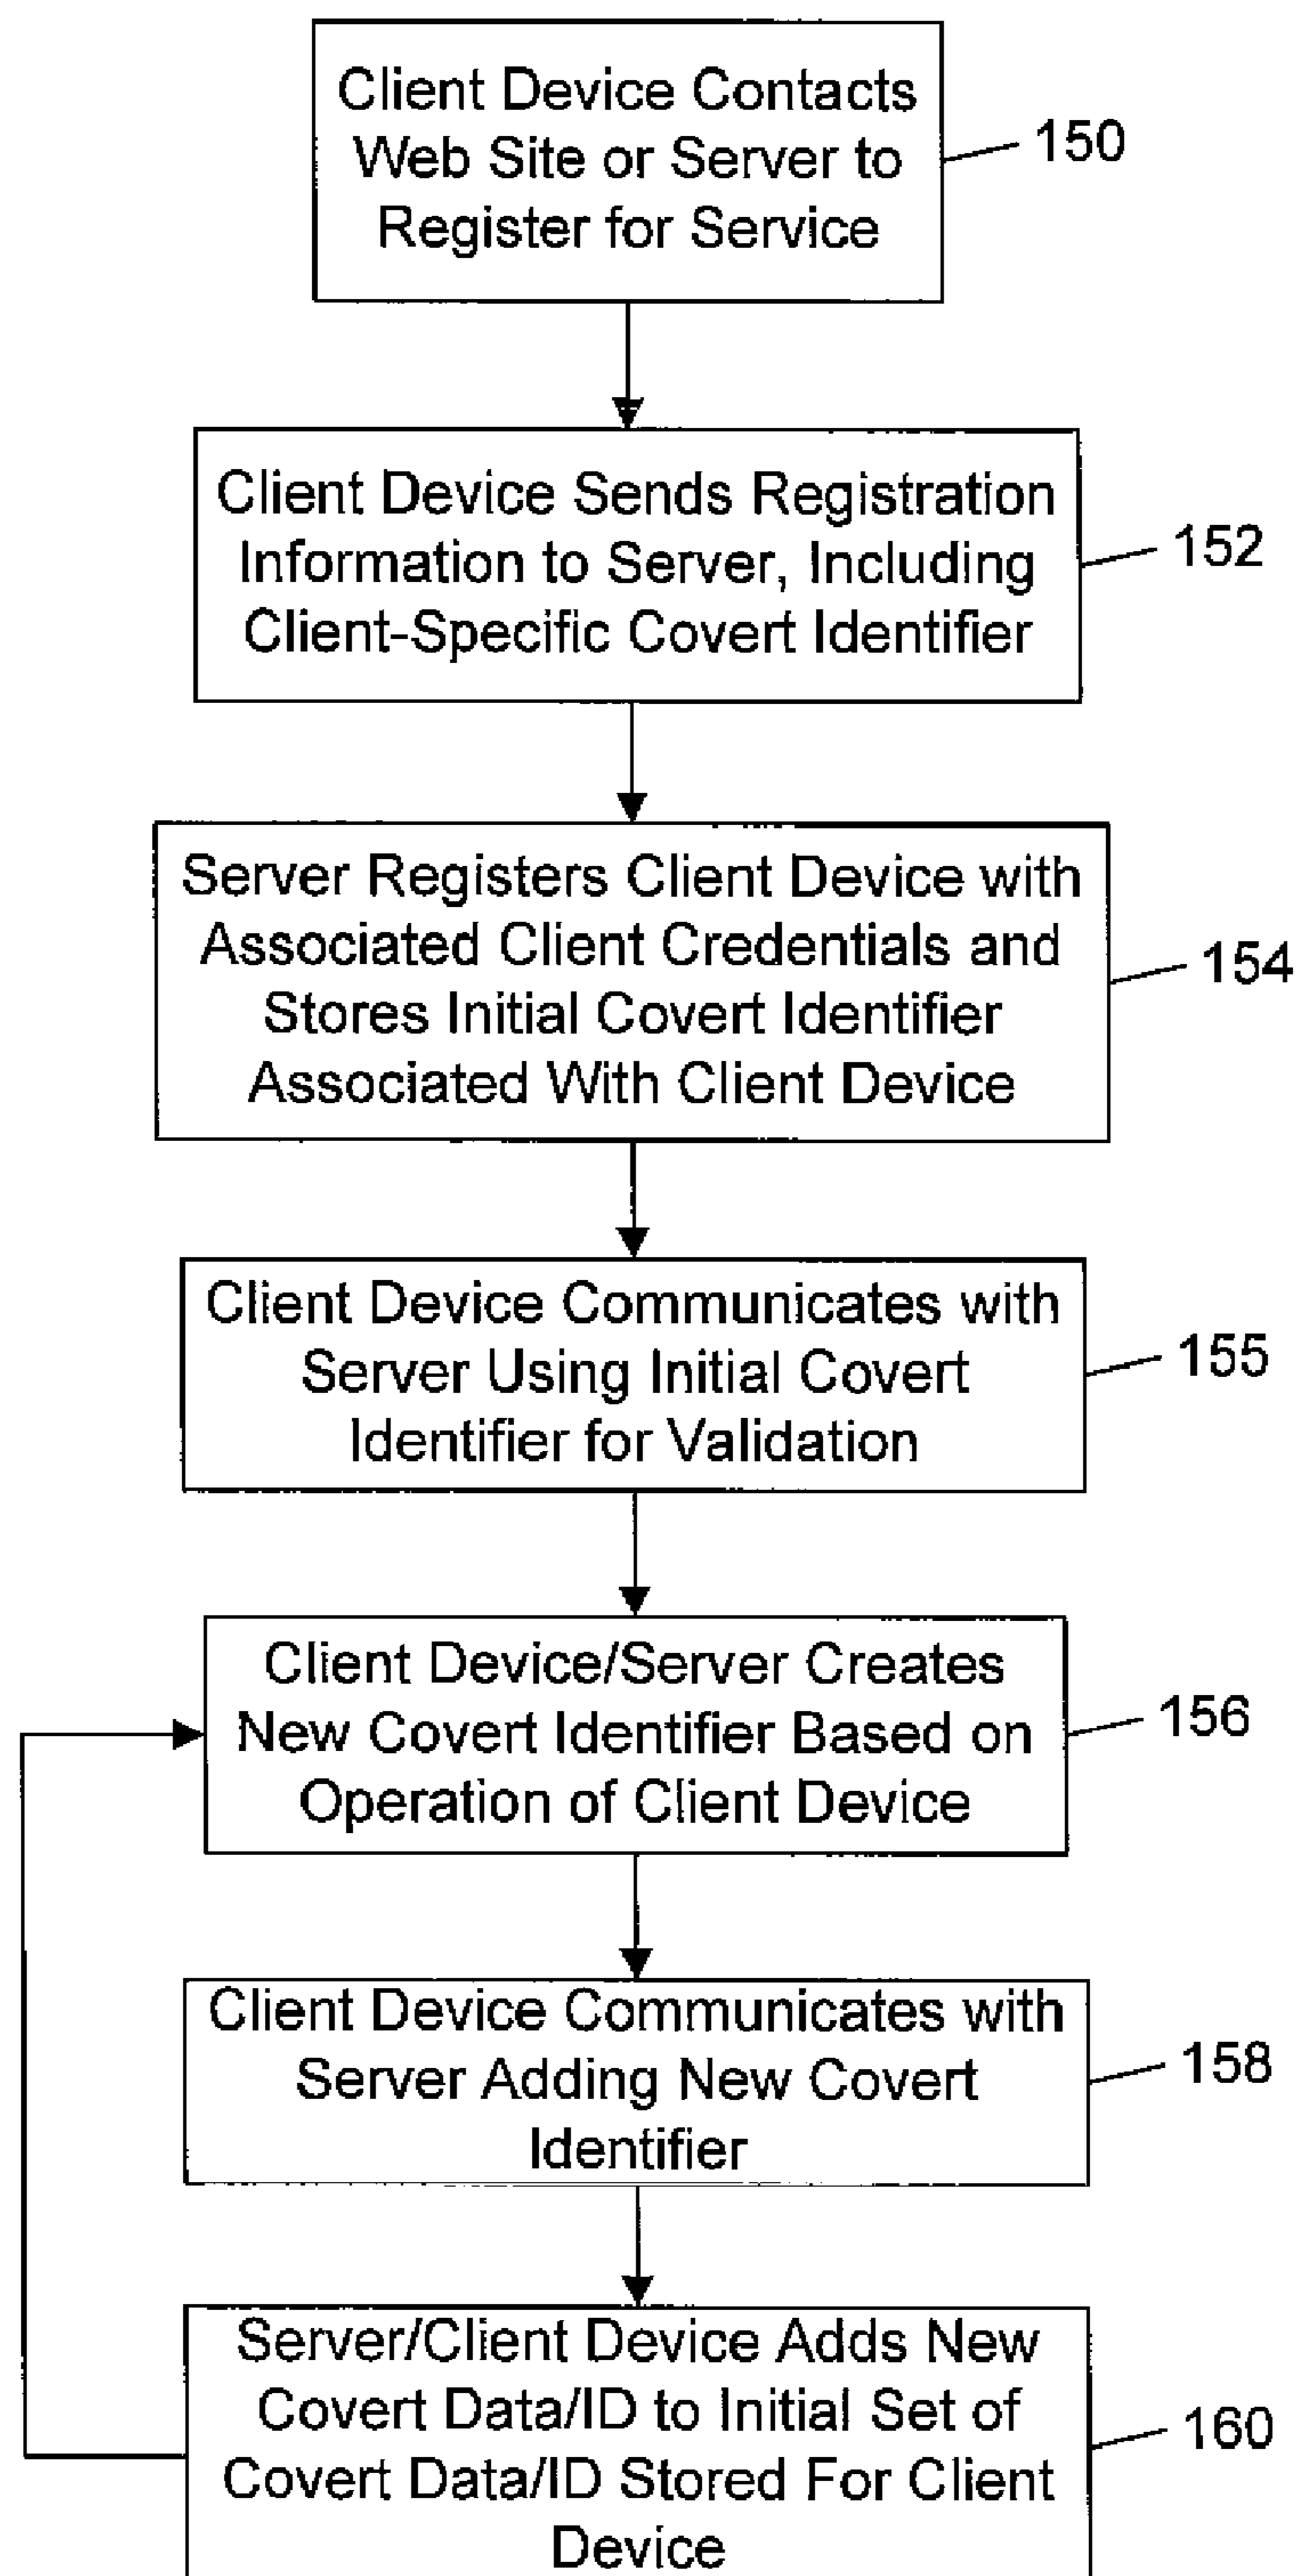 Client Device Contacts
Web Site or Server to
Register for Service
150
Client Device Sends Registration
Information to Server, Including
Client-Specific Covert Identifier
152
Server Registers Client Device with
Associated Client Credentials and
Stores Initial Covert Identifier
Associated With Client Device
154
Client Device Communicates with
Server Using Initial Covert
Identifier for Validation
155
Client Device/Server Creates
New Covert Identifier Based on
Operation of Client Device
156
Client Device Communicates with
Server Adding New Covert
Identifier
158
Server/Client Device Adds New
Covert Data/ID to Initial Set of
Covert Data/ID Stored For Client
Device
160